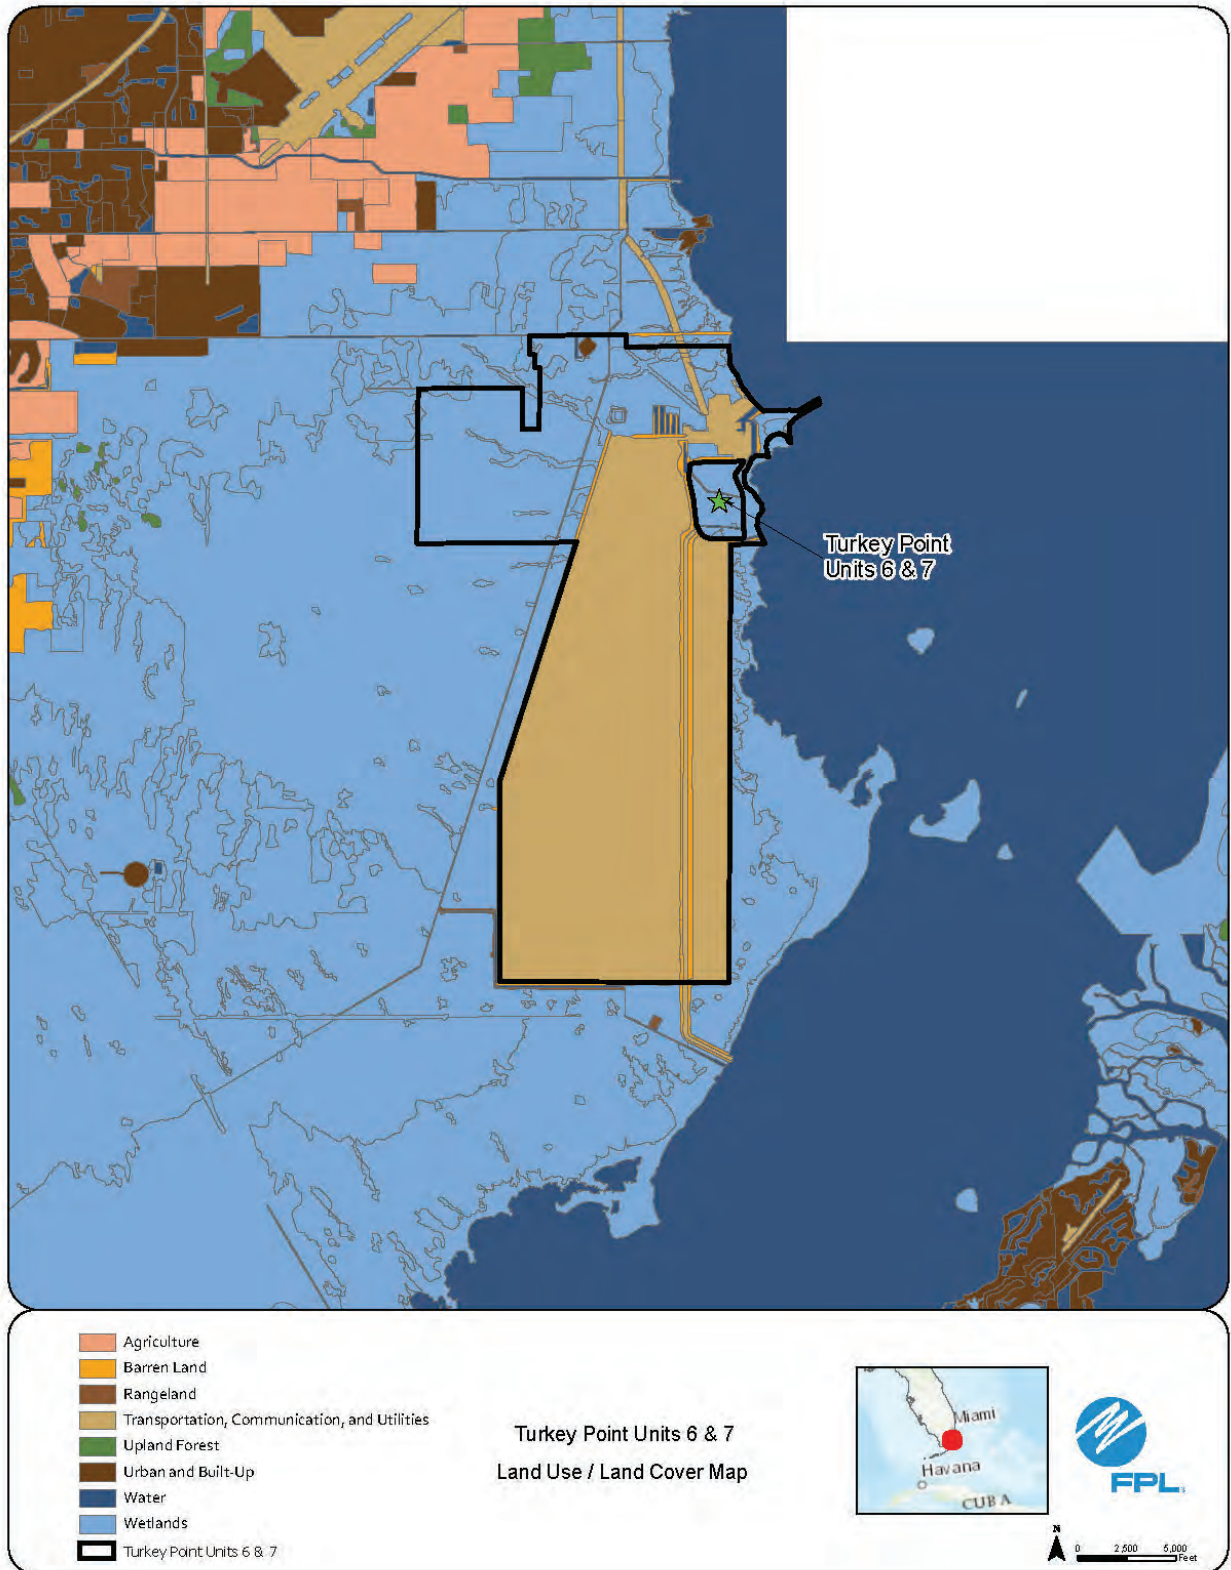 Turkey Point
Units 6 & 7
Agriculture
Barren Land
Rangeland
Transportation, Communication, and Utilities
Upland Forest
Urban and Built-Up
Water
Wetlands
Turkey Point Units 6 & 7
Turkey Point Units 6 & 7
Land Use / Land Cover Map
Miami
Havana
CUBA
FPL
N
0 2,500 5,000
Feet